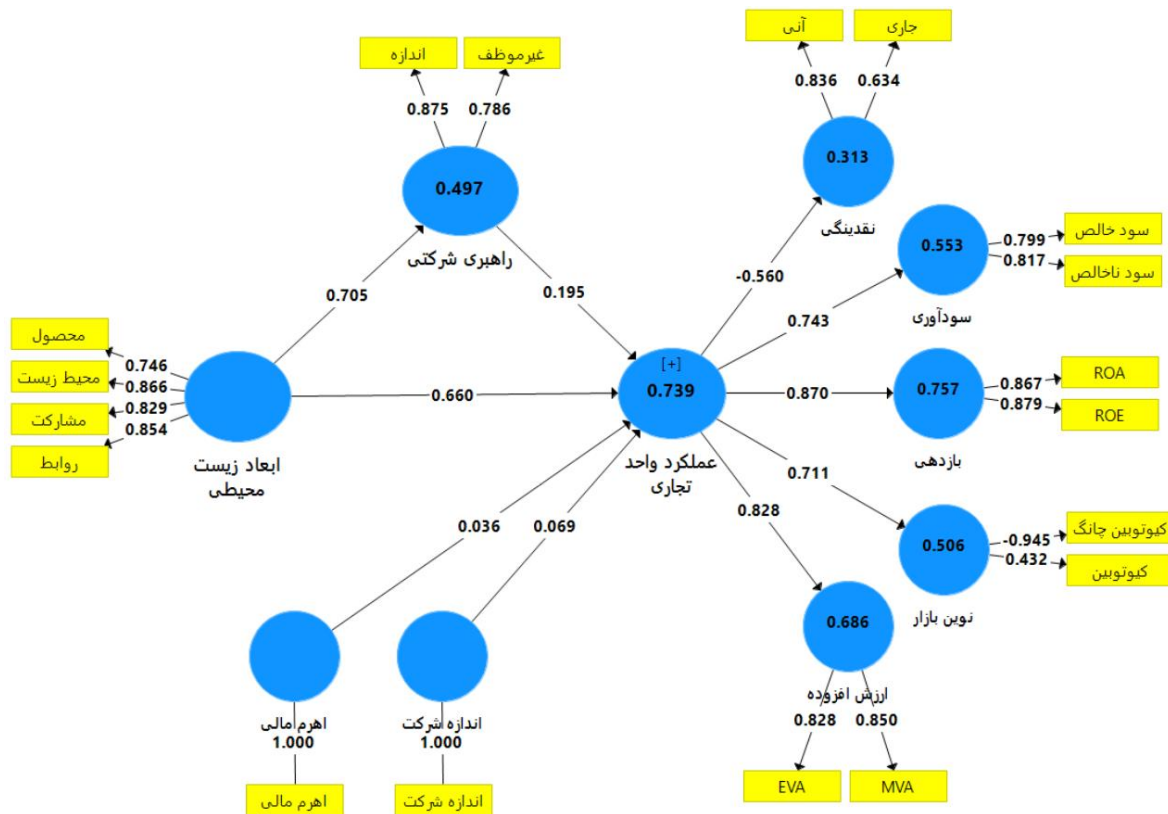 آنی
جاری
0.836
0.634
اندازه
غیرموظف
0.875
0.786
0.313
نقدینگی
0.497
راهبری شرکتی
0.553
سودآوری
0.799
سود خالص
0.817
سود ناخالص
-0.560
0.705
0.195
0.743
محصول
محیط زیست
مشارکت
روابط
0.746
0.866
0.829
0.854
ابعاد زیست
محیطی
0.660
[+]
0.739
عملکرد واحد
تجاری
0.870
0.757
بازدهی
0.867
ROA
0.879
ROE
0.711
0.828
0.036
0.069
0.506
نوین بازار
-0.945
کیوتوبین چانگ
0.432
کیوتوبین
0.686
ارزش افزوده
0.828
0.850
EVA
MVA
اهرم مالی
1.000
اهرم مالی
اندازه شرکت
1.000
اندازه شرکت